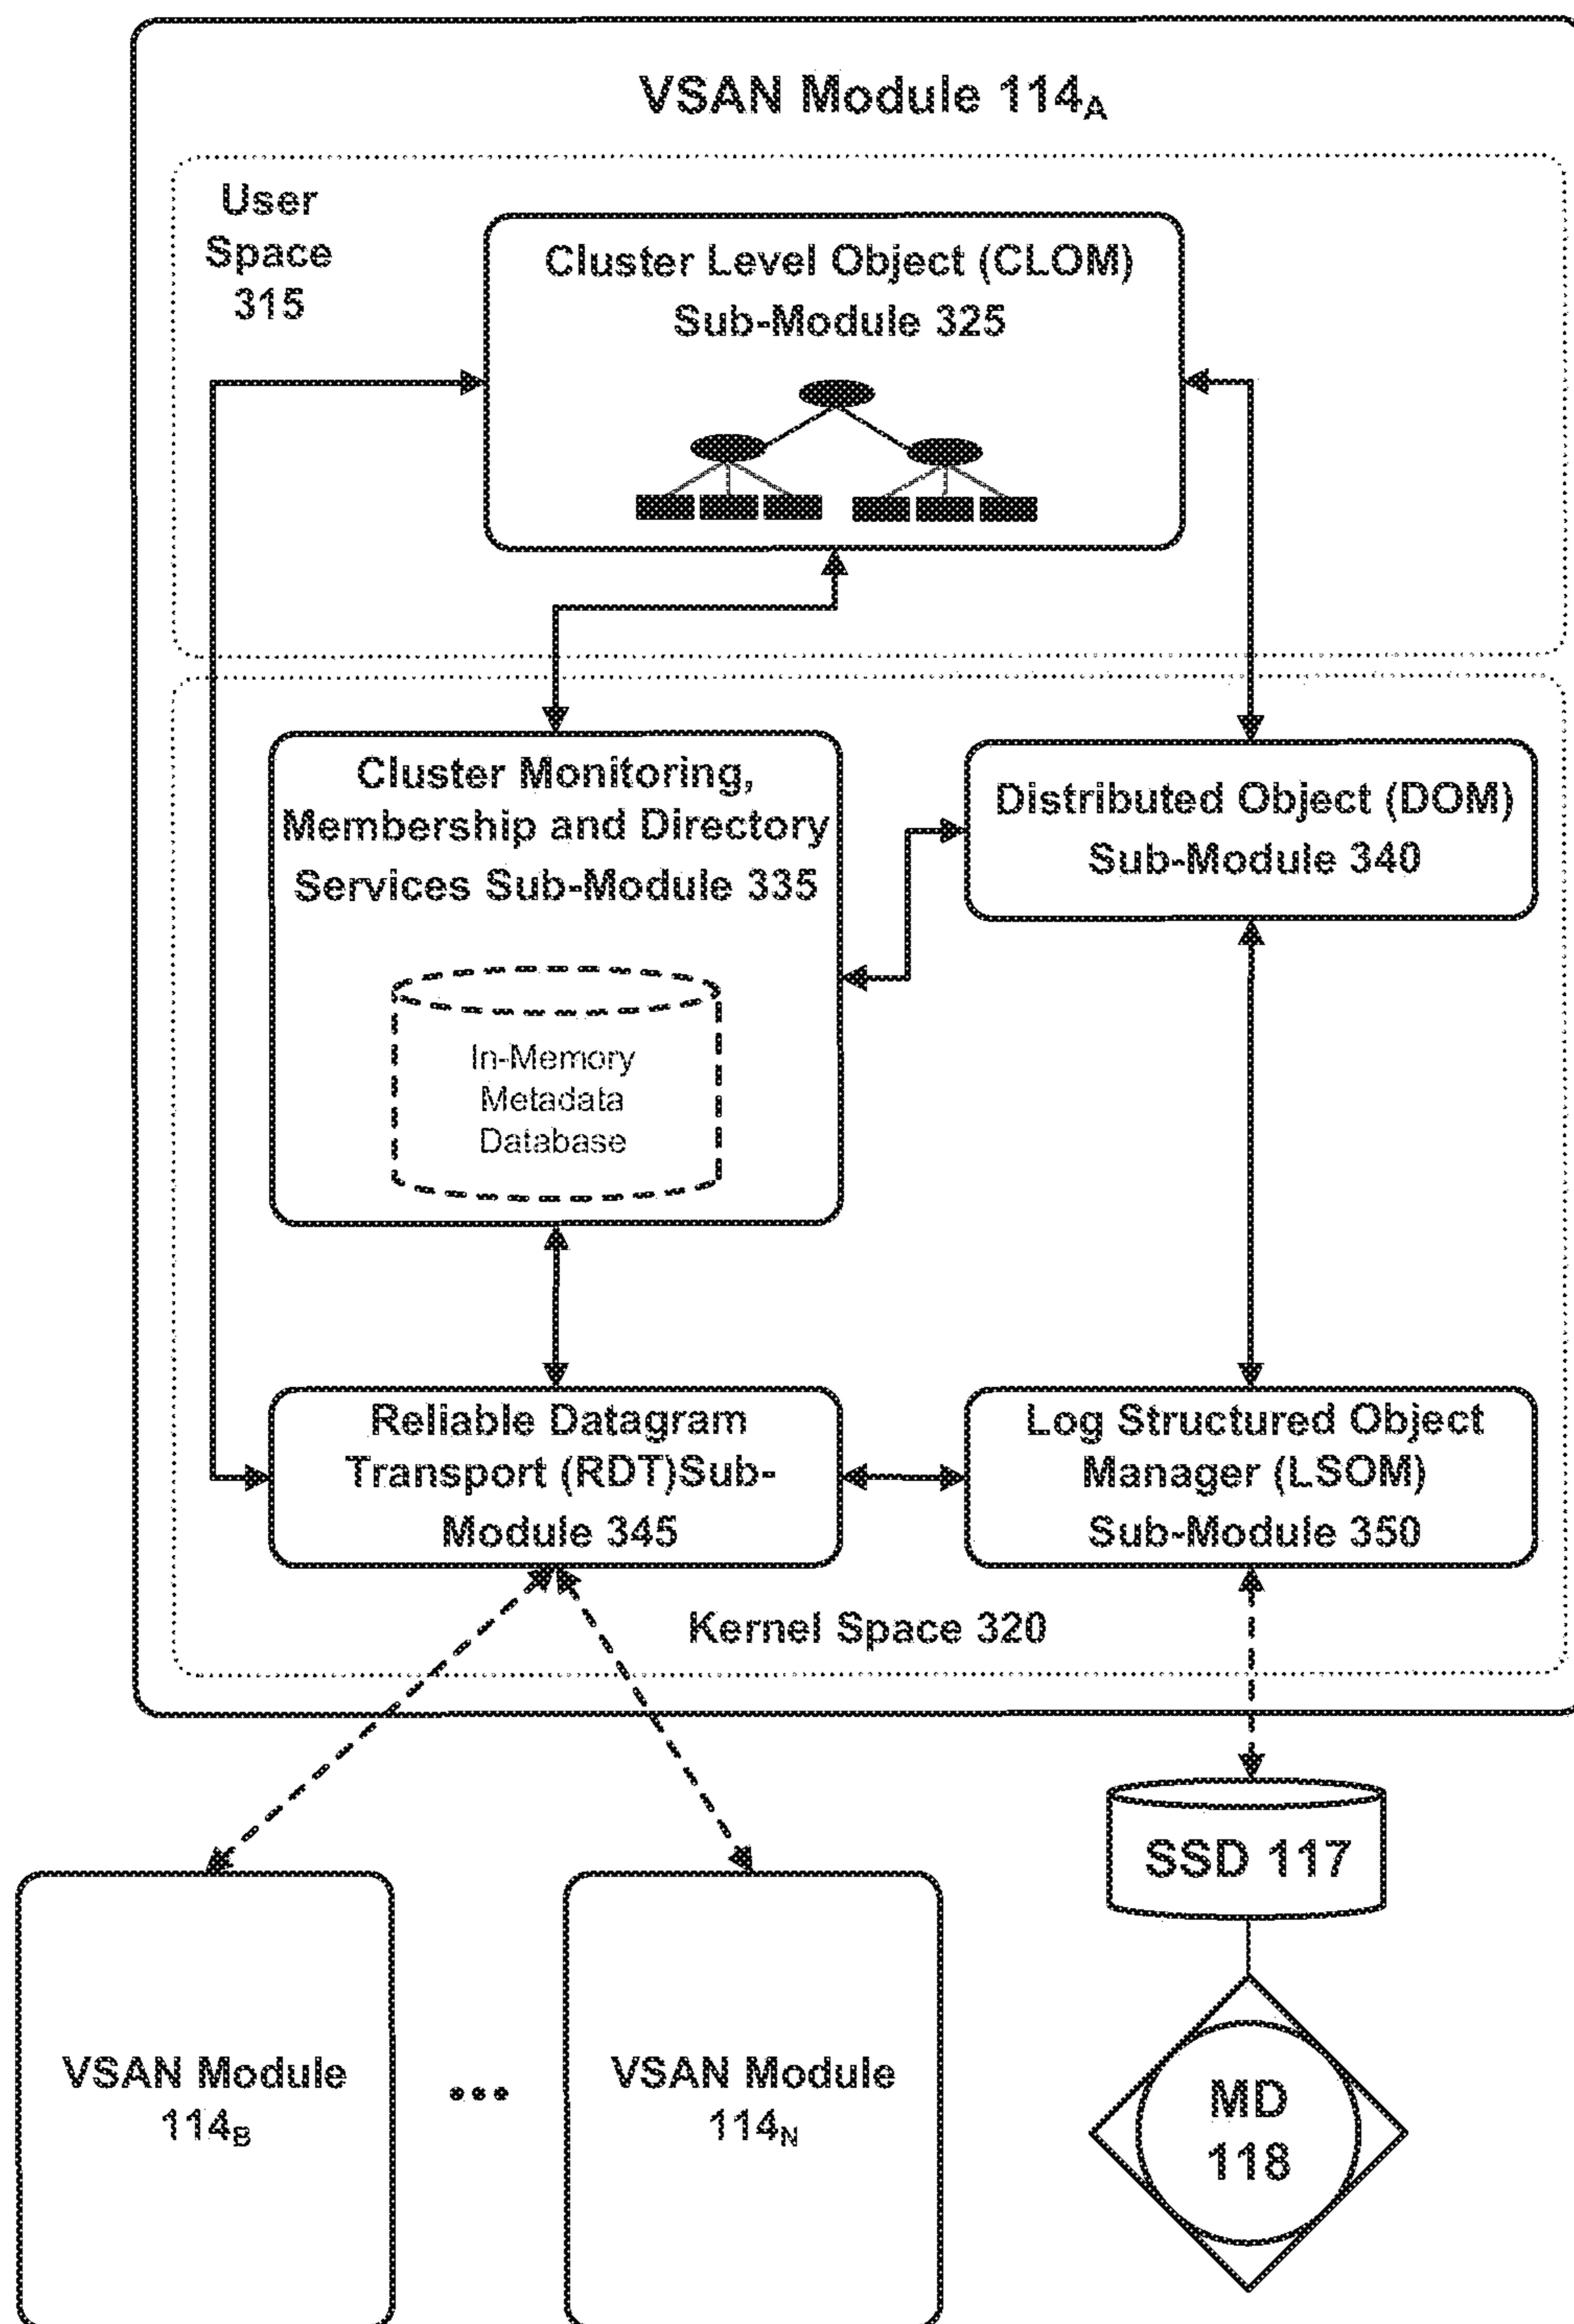 VSAN Module 114A
User
Space
315
Cluster Level Object (CLOM)
Sub-Module 325
Cluster Monitoring,
Membership and Directory
Services Sub-Module 335
In-Memory
Metadata
Database
Distributed Object (DOM)
Sub-Module 340
Reliable Datagram
Transport (RDT)Sub-
Module 345
Log Structured Object
Manager (LSOM)
Sub-Module 350
Kernel Space 320
VSAN Module
114B
...
VSAN Module
114N
SSD 117
MD
118